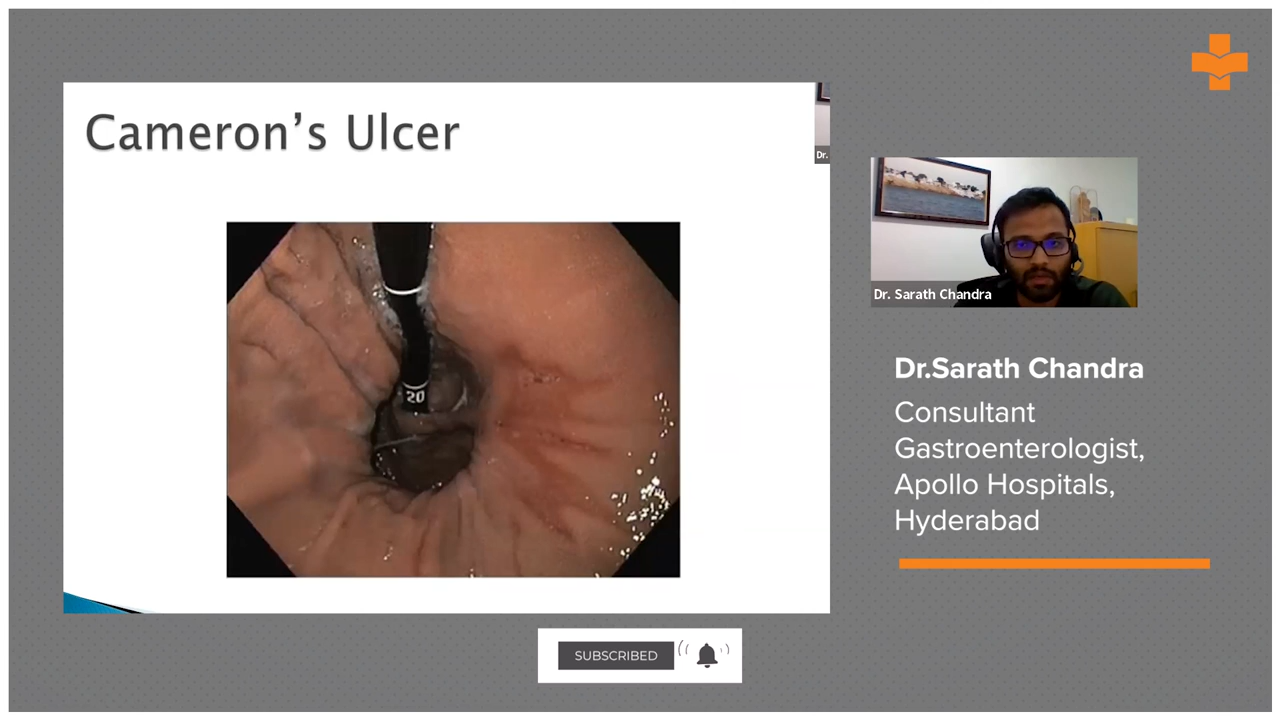 Cameron's Ulcer
Dr.
20
Dr. Sarath Chandra
Dr.Sarath Chandra
Consultant
Gastroenterologist,
Apollo Hospitals,
Hyderabad
SUBSCRIBED